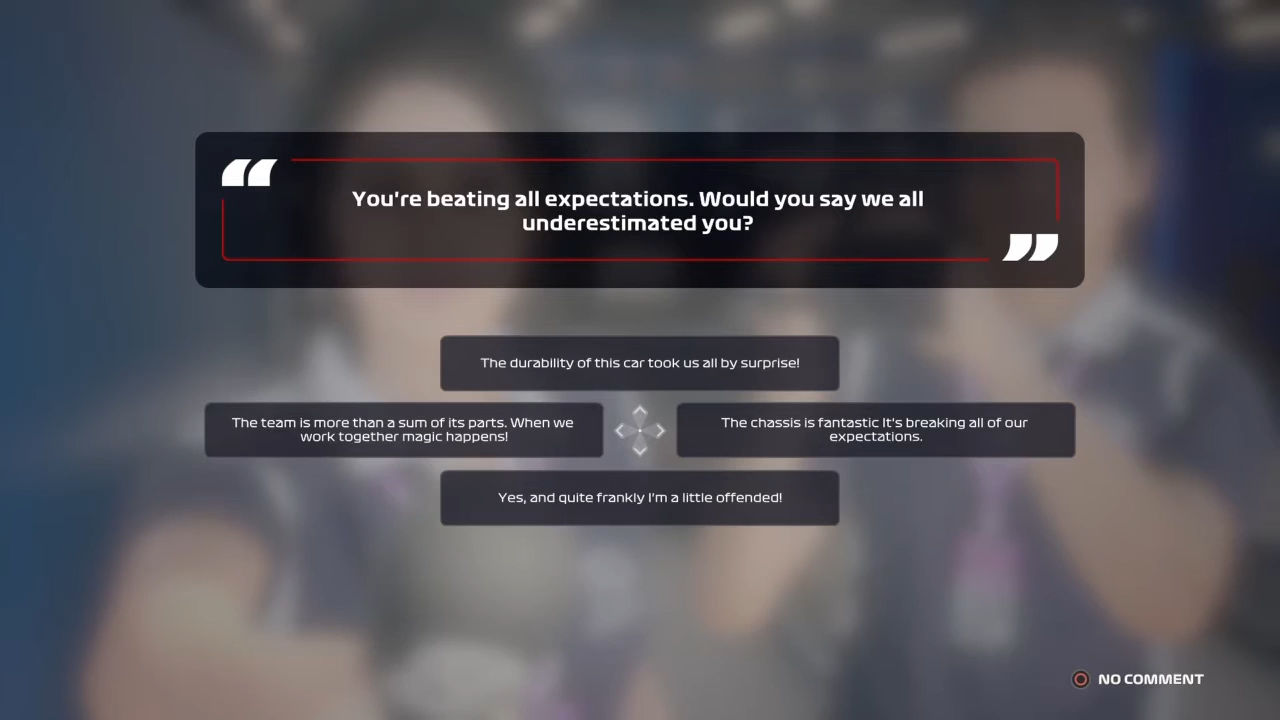 You're beating all expectations. Would you say we all
underestimated you?
The durability of this car took us all by surprise!
The team is more than a sum of its parts. When we
work together magic happens!
The chassis is fantastic It's breaking all of our
expectations.
Yes, and quite frankly I'm a little offended!
NO COMMENT